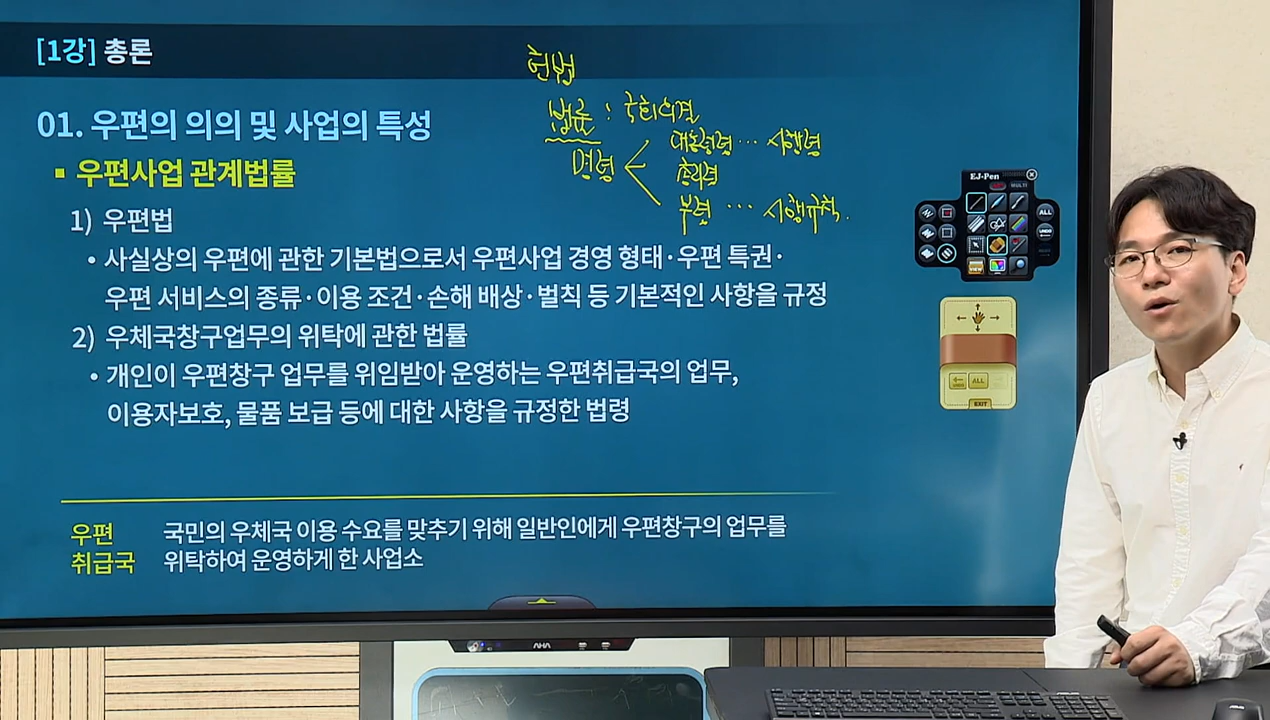 [1강] 총론
헌법
법률 : 국회의결
명령
대통령령 ··· 시행령
총리령
부령 ··· 시행규칙.
01. 우편의 의의 및 사업의 특성
▪ 우편사업 관계법률
1) 우편법
• 사실상의 우편에 관한 기본법으로서 우편사업 경영 형태·우편 특권·
우편 서비스의 종류·이용 조건·손해 배상·벌칙 등 기본적인 사항을 규정
2) 우체국창구업무의 위탁에 관한 법률
• 개인이 우편창구 업무를 위임받아 운영하는 우편취급국의 업무,
이용자보호, 물품 보급 등에 대한 사항을 규정한 법령
우편
취급국
국민의 우체국 이용 수요를 맞추기 위해 일반인에게 우편창구의 업무를
위탁하여 운영하게 한 사업소
EJ-Pen
MULTI
ALL
UNDO
VIEW
ALL
EXIT
AHA